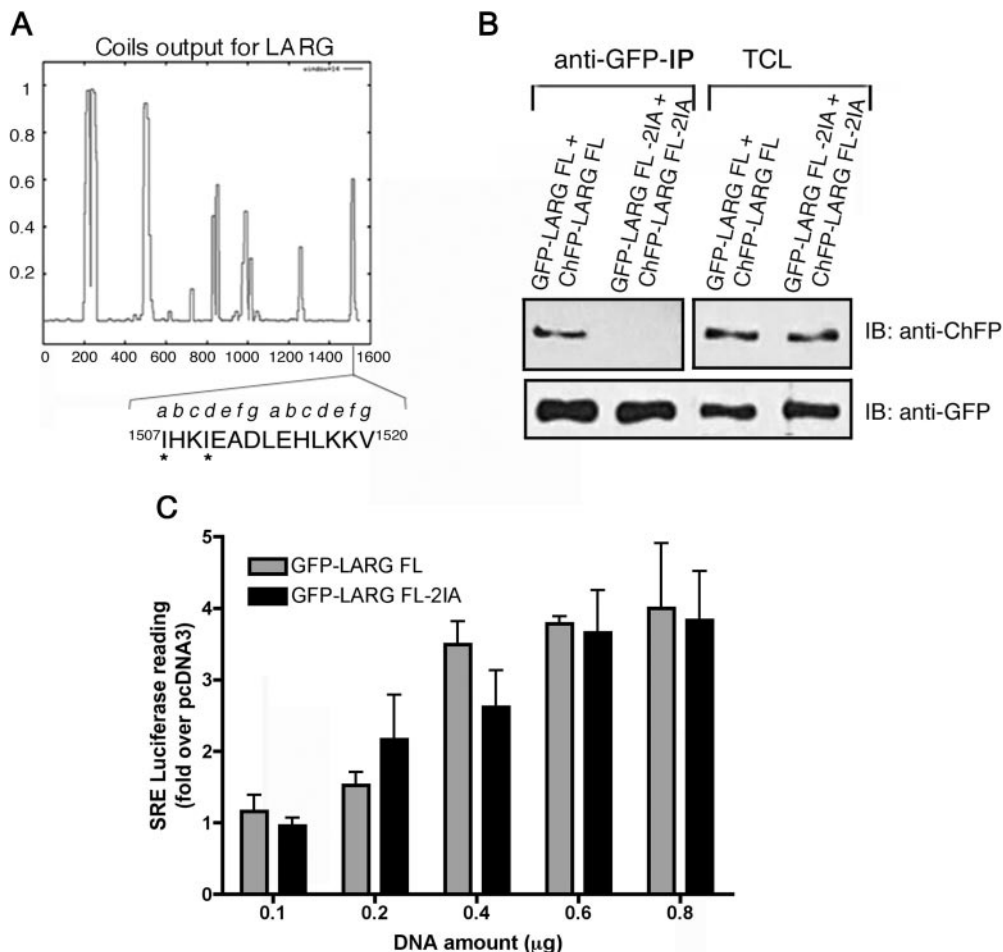 A
Coils output for LARG
window=14
1
0.8
0.6
0.4
0.2
0 200 400 600 800 1000 1200 1400 1600
a b c d e f g a b c d e f g
1507IHKIEADLEHLKKV1520
* *
B
anti-GFP-IP TCL
GFP-LARG FL +
ChFP-LARG FL
GFP-LARG FL -2IA +
ChFP-LARG FL-2IA
GFP-LARG FL +
ChFP-LARG FL
GFP-LARG FL -2IA +
ChFP-LARG FL-2IA
IB: anti-ChFP
IB: anti-GFP
C
GFP-LARG FL
GFP-LARG FL-2IA
SRE Luciferase reading
(fold over pcDNA3)
5
4
3
2
1
0
0.1 0.2 0.4 0.6 0.8
DNA amount (μg)